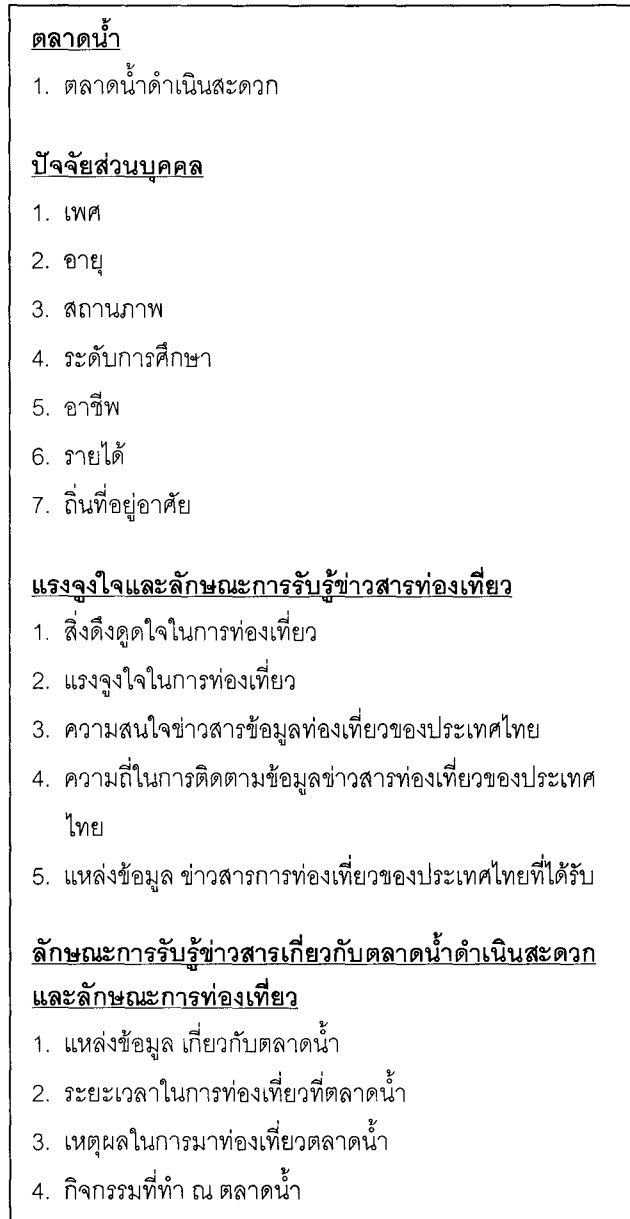 ตลาดน้ำ
1. ตลาดน้ำดำเนินสะดวก
ปัจจัยส่วนบุคคล
1. เพศ
2. อายุ
3. สถานภาพ
4. ระดับการศึกษา
5. อาชีพ
6. รายได้
7. ถิ่นที่อยู่อาศัย
แรงจูงใจและลักษณะการรับรู้ข่าวสารท่องเที่ยว
1. สิ่งดึงดูดใจในการท่องเที่ยว
2. แรงจูงใจในการท่องเที่ยว
3. ความสนใจข่าวสารข้อมูลท่องเที่ยวของประเทศไทย
4. ความถี่ในการติดตามข้อมูลข่าวสารท่องเที่ยวของประเทศ
ไทย
5. แหล่งข้อมูล ข่าวสารการท่องเที่ยวของประเทศไทยที่ได้รับ
ลักษณะการรับรู้ข่าวสารเกี่ยวกับตลาดน้ำดำเนินสะดวก
และลักษณะการท่องเที่ยว
1. แหล่งข้อมูล เกี่ยวกับตลาดน้ำ
2. ระยะเวลาในการท่องเที่ยวที่ตลาดน้ำ
3. เหตุผลในการมาท่องเที่ยวตลาดน้ำ
4. กิจกรรมที่ทำ ณ ตลาดน้ำ